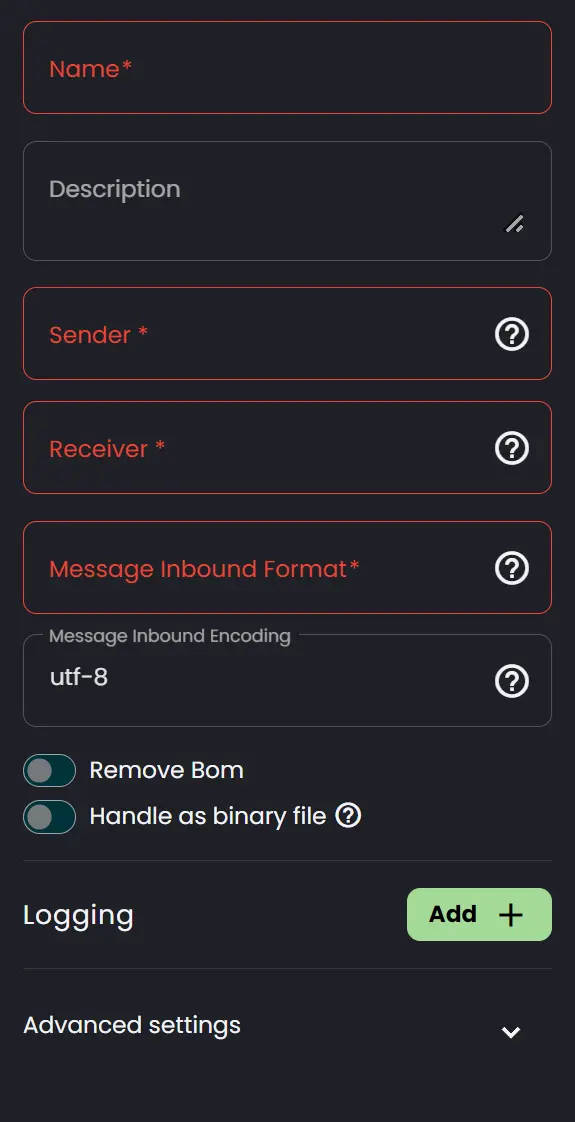 Name*
Description
Sender *
Receiver *
Message Inbound Format*
Message Inbound Encoding
utf-8
Remove Bom
Handle as binary file
Logging
Add
Advanced settings